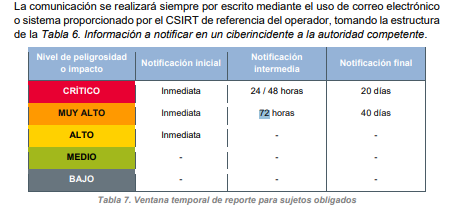 La comunicación se realizará siempre por escrito mediante el uso de correo electrónico
o sistema proporcionado por el CSIRT de referencia del operador, tomando la estructura
de la Tabla 6. Información a notificar en un ciberincidente a la autoridad competente.
Nivel de peligrosidad o impacto Notificación inicial Notificación intermedia Notificación final
CRÍTICO Inmediata 24 / 48 horas 20 días
MUY ALTO Inmediata 72 horas 40 días
ALTO Inmediata - -
MEDIO - - -
BAJO - - -
Tabla 7. Ventana temporal de reporte para sujetos obligados